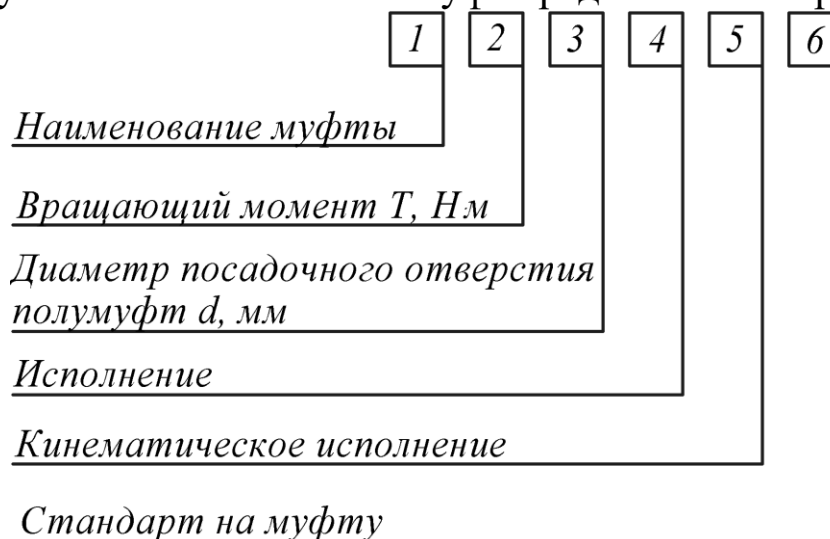 1 2 3 4 5 6
Наименование муфты
Вращающий момент Т, Нм
Диаметр посадочного отверстия
полумуфт d, мм
Исполнение
Кинематическое исполнение
Стандарт на муфту